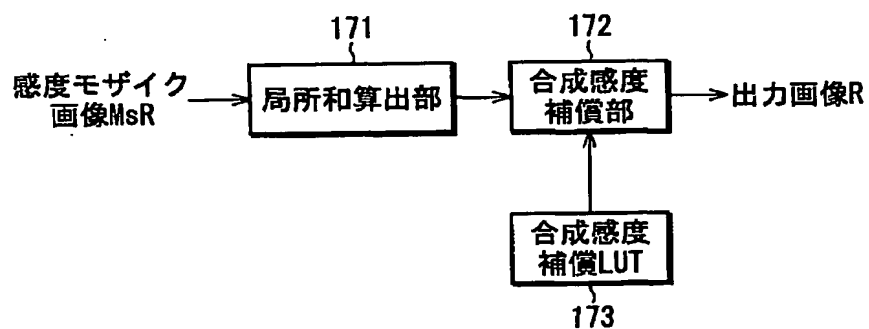 171
172
感度モザイク
画像MsR
局所和算出部
合成感度
補償部
出力画像R
合成感度
補償LUT
173